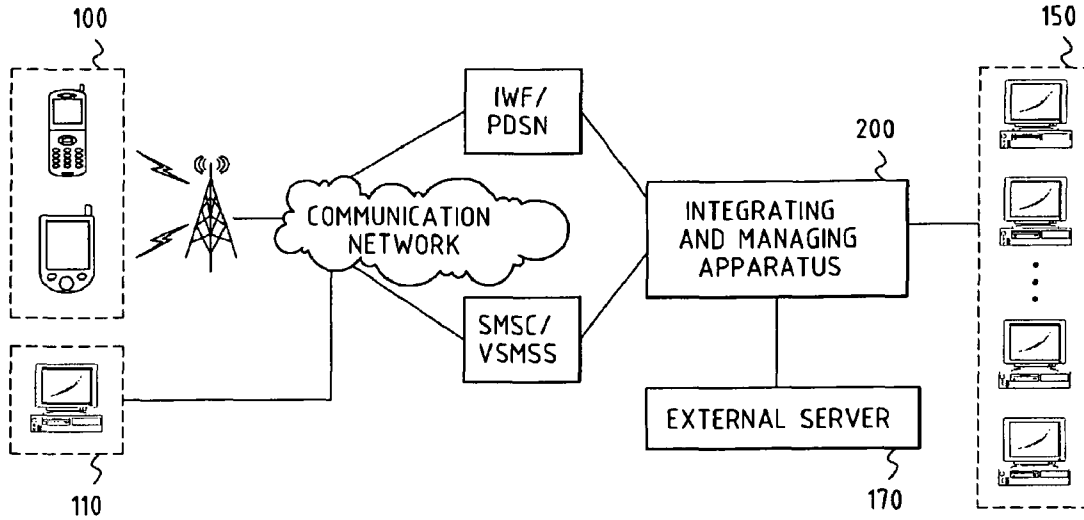 100
150
IWF/
PDSN
200
COMMUNICATION
NETWORK
INTEGRATING
AND MANAGING
APPARATUS
SMSC/
VSMSS
EXTERNAL SERVER
110
170